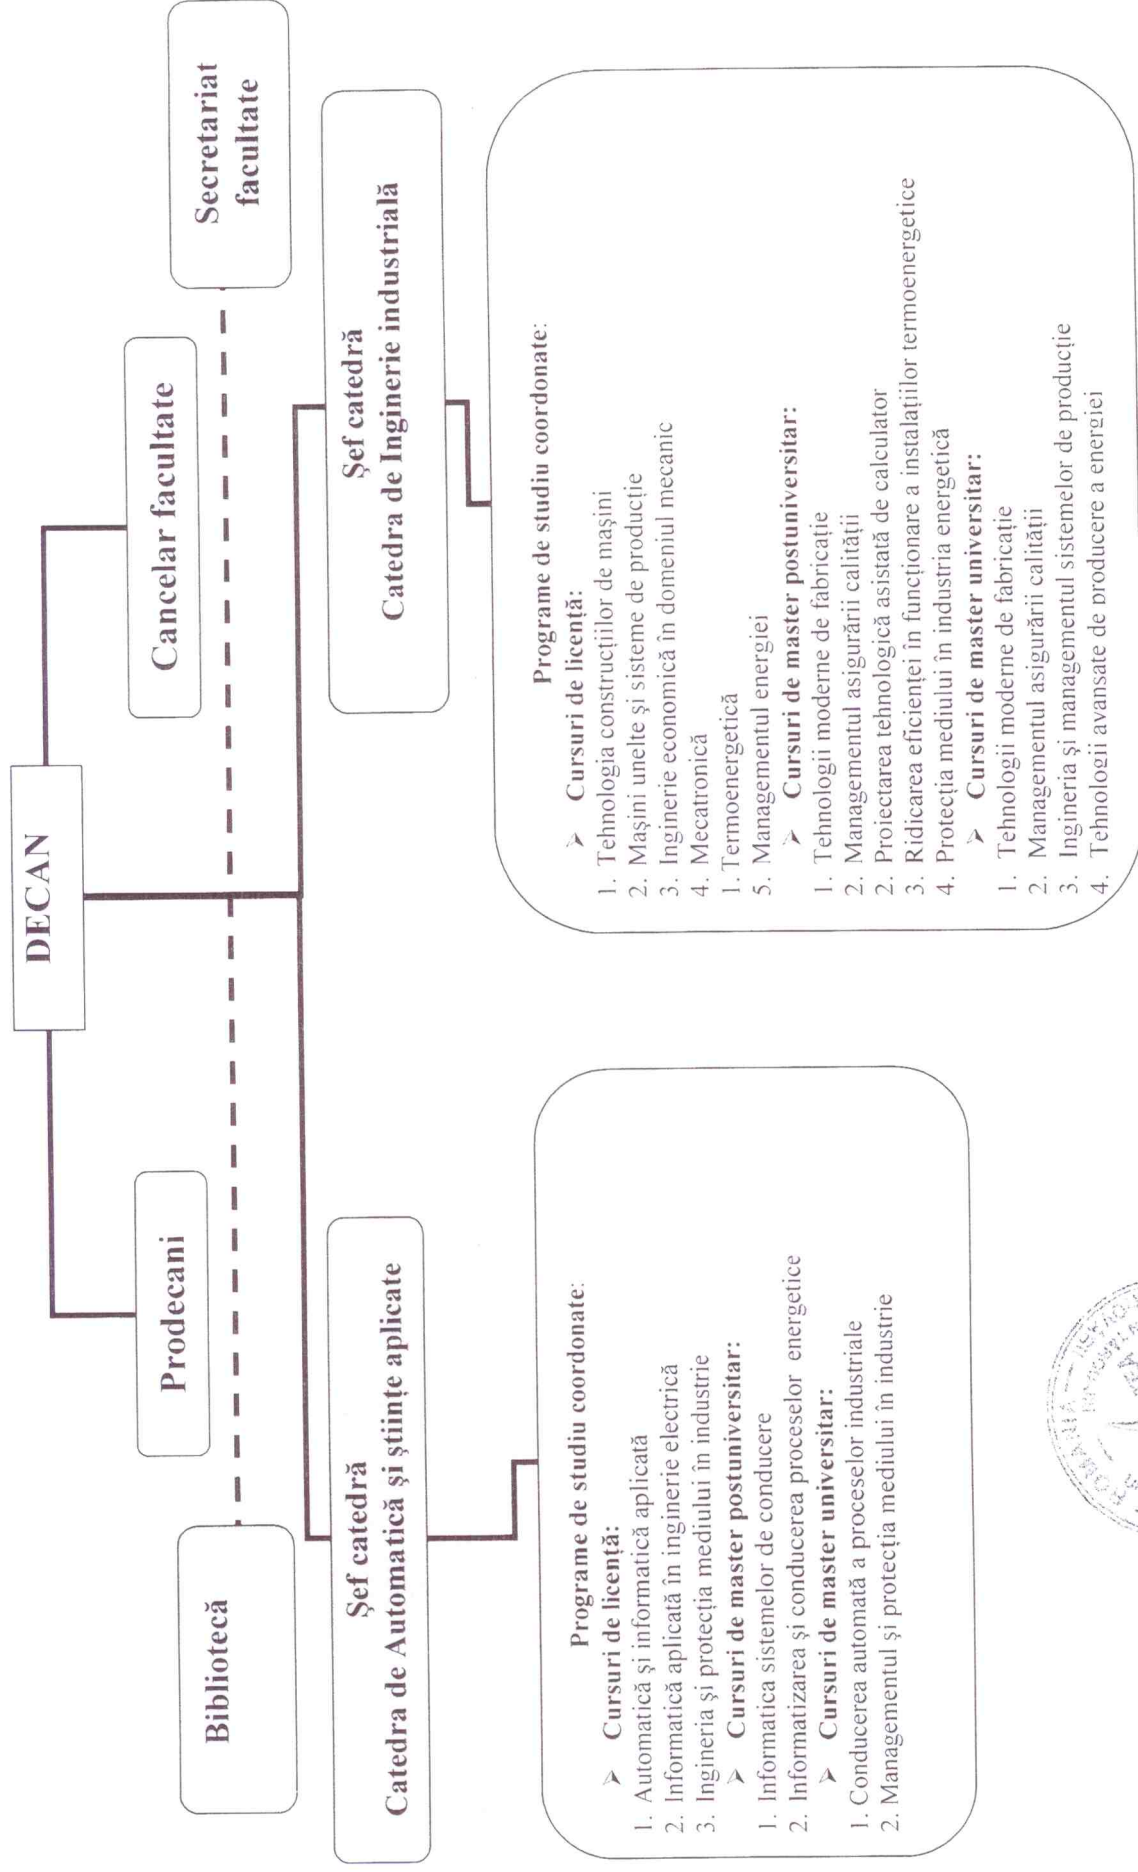 DECAN
Prodecani
Cancelar facultate
Bibliotecă
Secretariat
facultate
Şef catedră
Catedra de Automatică şi ştiinţe aplicate
Şef catedră
Catedra de Inginerie industrială
Programe de studiu coordonate:
➢ Cursuri de licenţă:
1. Automatică şi informatică aplicată
2. Informatică aplicată în inginerie electrică
3. Ingineria şi protecţia mediului în industrie
➢ Cursuri de master postuniversitar:
1. Informatica sistemelor de conducere
2. Informatizarea şi conducerea proceselor energetice
➢ Cursuri de master universitar:
1. Conducerea automată a proceselor industriale
2. Managementul şi protecţia mediului în industrie
Programe de studiu coordonate:
➢ Cursuri de licenţă:
1. Tehnologia construcţiilor de maşini
2. Maşini unelte şi sisteme de producţie
3. Inginerie economică în domeniul mecanic
4. Mecatronică
1. Termoenergetică
5. Managementul energiei
➢ Cursuri de master postuniversitar:
1. Tehnologii moderne de fabricaţie
2. Managementul asigurării calităţii
2. Proiectarea tehnologică asistată de calculator
3. Ridicarea eficienţei în funcţionare a instalaţiilor termoenergetice
4. Protecţia mediului în industria energetică
➢ Cursuri de master universitar:
1. Tehnologii moderne de fabricaţie
2. Managementul asigurării calităţii
3. Ingineria şi managementul sistemelor de producţie
4. Tehnologii avansate de producere a energiei
ROMANIA